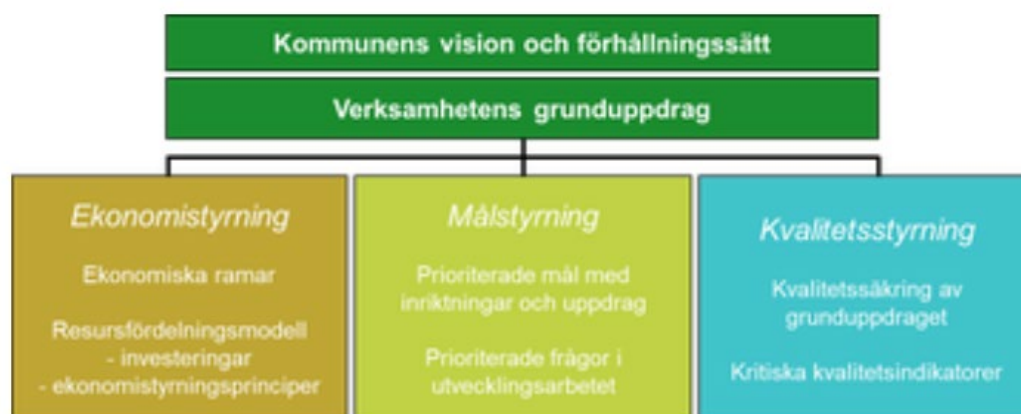 Kommunens vision och förhållningssätt
Verksamhetens grunduppdrag
Ekonomistyrning
Ekonomiska ramar
Resursfördelningsmodell
- investeringar
- ekonomistyrningsprinciper
Målstyrning
Prioriterade mål med
inriktningar och uppdrag
Prioriterade frågor i
utvecklingsarbetet
Kvalitetsstyrning
Kvalitetssäkring av
grunduppdraget
Kritiska kvalitetsindikatorer